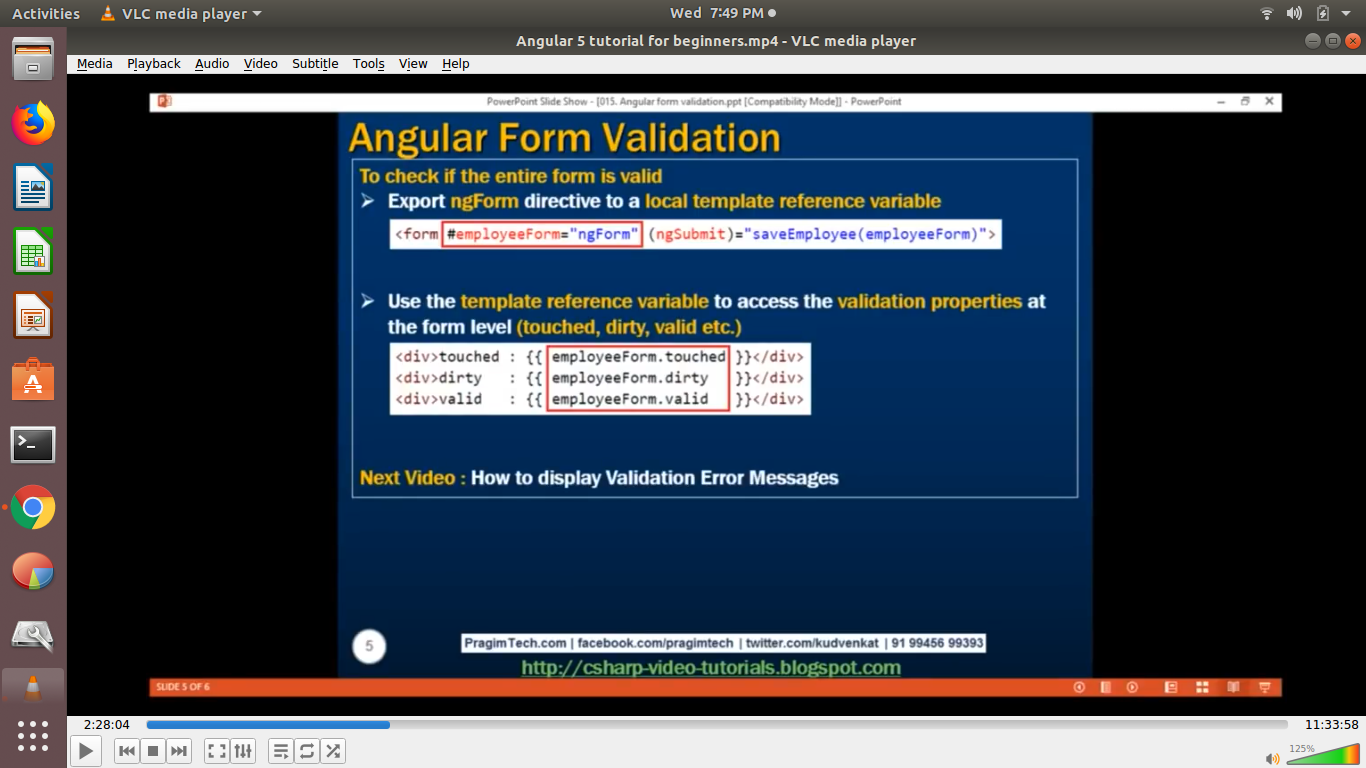 Activities VLC media player Wed 7:49 PM
Angular 5 tutorial for beginners.mp4 - VLC media player
Media Playback Audio Video Subtitle Tools View Help
PowerPoint Slide Show - [015. Angular form validation.ppt [Compatibility Mode]] - PowerPoint
Angular Form Validation
To check if the entire form is valid
Export ngForm directive to a local template reference variable
<form #employeeForm="ngForm" (ngSubmit)="saveEmployee(employeeForm)">
Use the template reference variable to access the validation properties at
the form level (touched, dirty, valid etc.)
<div>touched : {{ employeeForm.touched }}</div>
<div>dirty : {{ employeeForm.dirty }}</div>
<div>valid : {{ employeeForm.valid }}</div>
Next Video : How to display Validation Error Messages
5
PragimTech.com | facebook.com/pragimtech | twitter.com/kudvenkat | 91 99456 99393
http://csharp-video-tutorials.blogspot.com
SLIDE 5 OF 6
2:28:04 11:33:58
125%